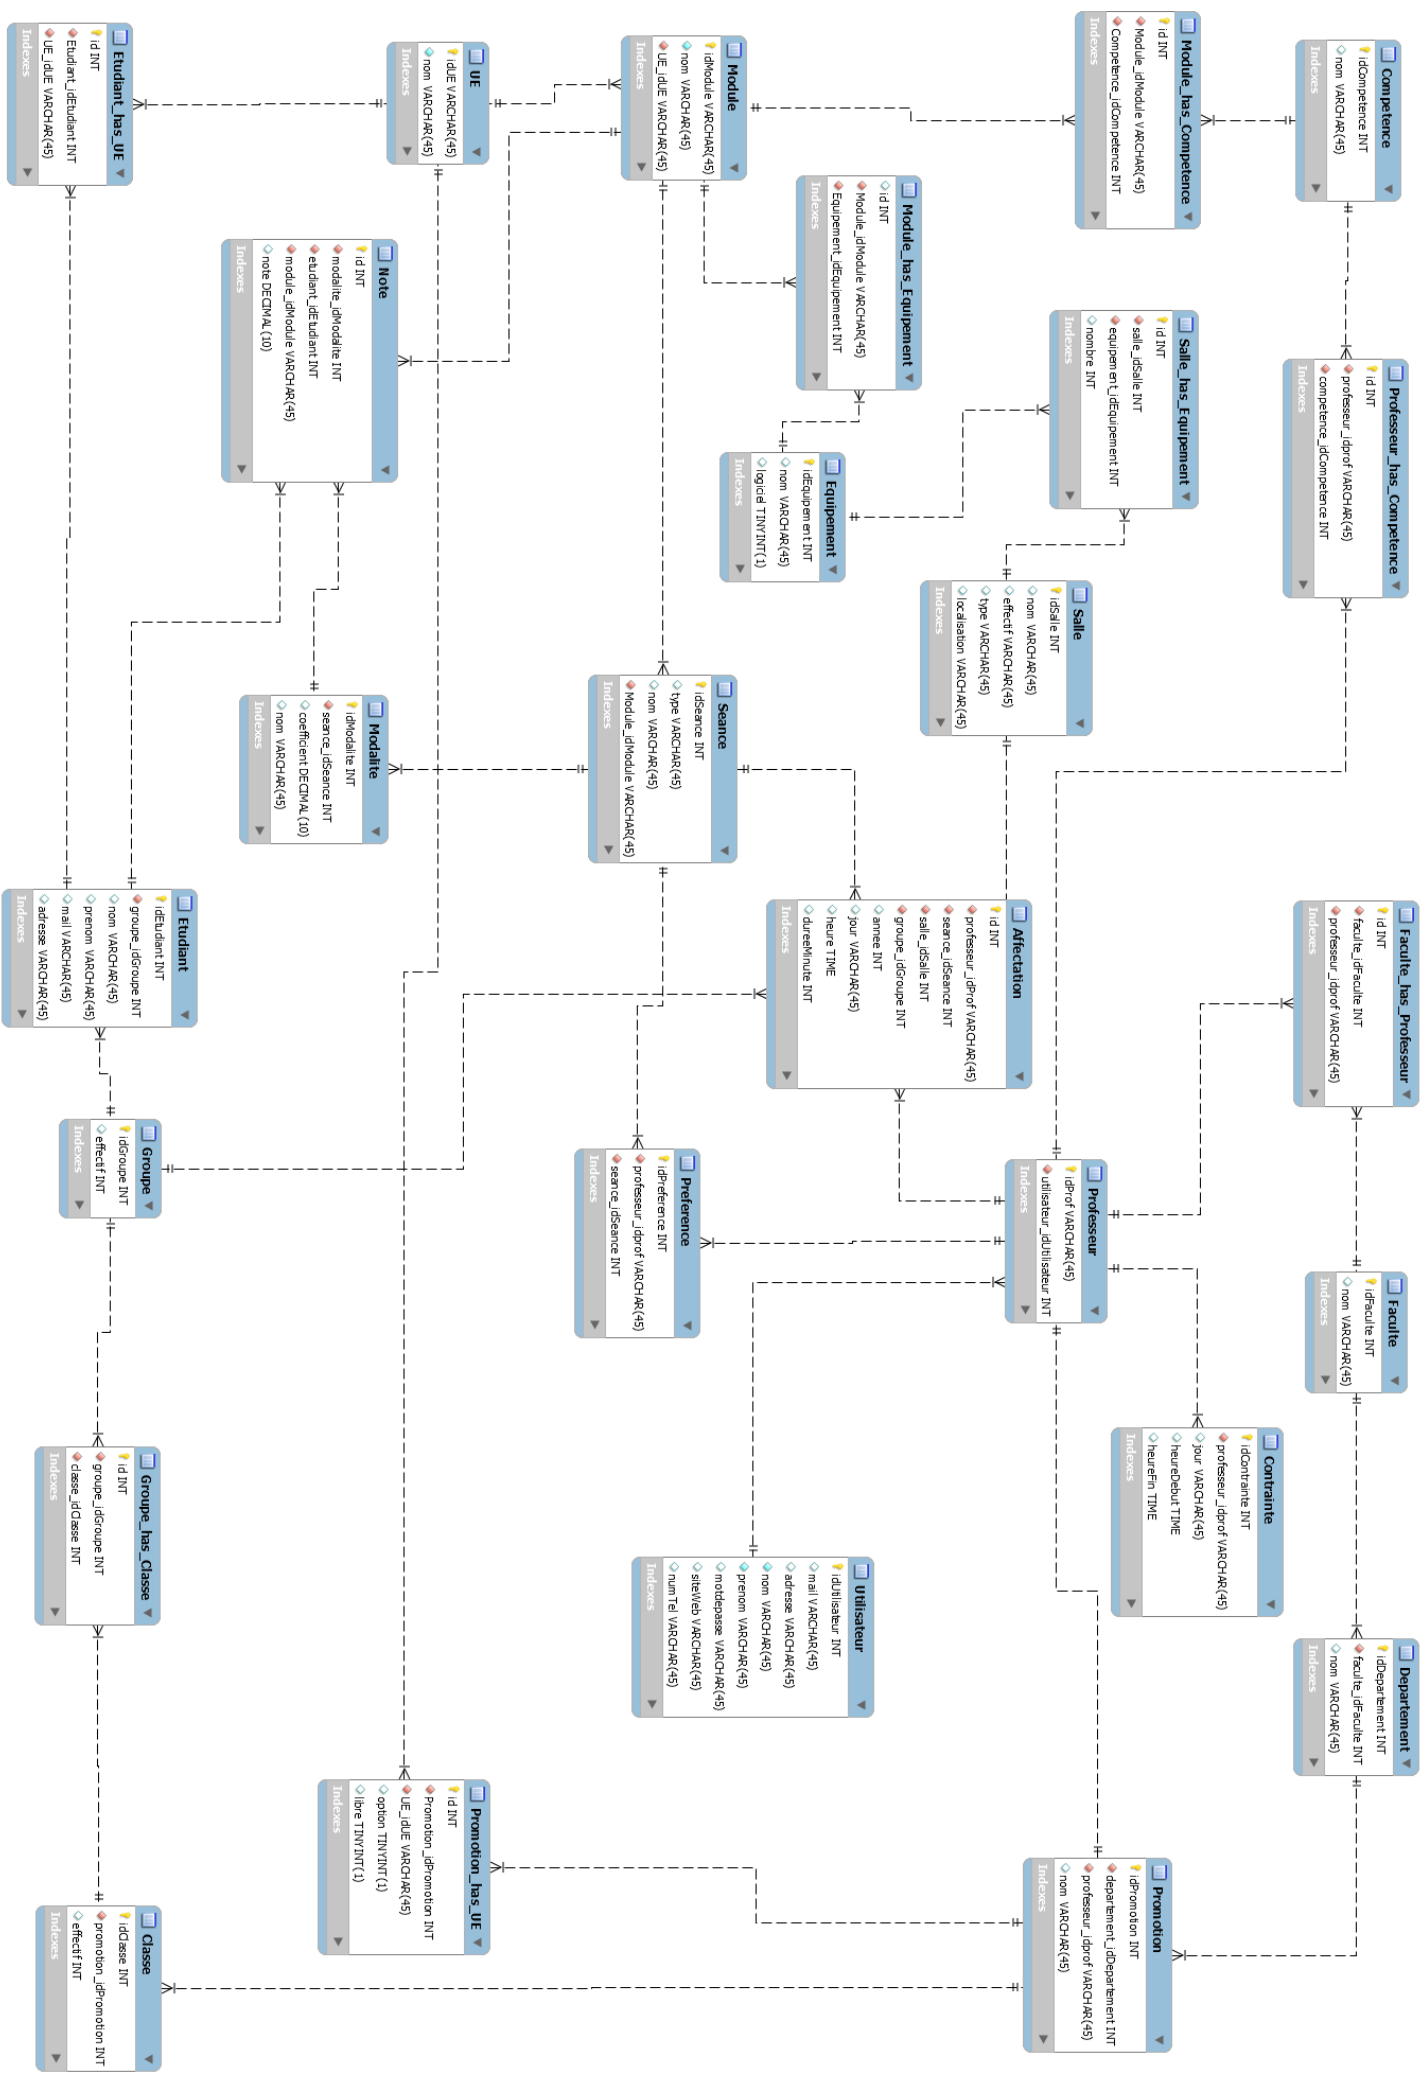 Competence
idCompetence INT
nom VARCHAR(45)
Indexes
Professeur_has_Competence
id INT
professeur_idprof VARCHAR(45)
competence_idCompetence INT
Indexes
Faculte_has_Professeur
id INT
faculte_idFaculte INT
professeur_idprof VARCHAR(45)
Indexes
Faculte
idFaculte INT
nom VARCHAR(45)
Indexes
Departement
idDepartement INT
faculte_idFaculte INT
nom VARCHAR(45)
Indexes
Module_has_Competence
id INT
Module_idModule VARCHAR(45)
Competence_idCompetence INT
Indexes
Salle_has_Equipement
id INT
salle_idSalle INT
equipement_idEquipement INT
nombre INT
Indexes
Contrainte
idContrainte INT
professeur_idprof VARCHAR(45)
jour VARCHAR(45)
heureDebut TIME
heureFin TIME
Indexes
Promotion
idPromotion INT
departement_idDepartement INT
professeur_idprof VARCHAR(45)
nom VARCHAR(45)
Indexes
Salle
idSalle INT
nom VARCHAR(45)
effectif VARCHAR(45)
type VARCHAR(45)
localisation VARCHAR(45)
Indexes
Professeur
idProf VARCHAR(45)
utilisateur_idUtilisateur INT
Indexes
Affectation
id INT
professeur_idProf VARCHAR(45)
seance_idSeance INT
salle_idSalle INT
groupe_idGroupe INT
annee INT
jour VARCHAR(45)
heure TIME
dureeMinute INT
Indexes
Module_has_Equipement
id INT
Module_idModule VARCHAR(45)
Equipement_idEquipement INT
Indexes
Equipement
idEquipement INT
nom VARCHAR(45)
logiciel TINYINT(1)
Indexes
Utilisateur
idUtilisateur INT
mail VARCHAR(45)
adresse VARCHAR(45)
nom VARCHAR(45)
prenom VARCHAR(45)
motdepasse VARCHAR(45)
siteWeb VARCHAR(45)
numTel VARCHAR(45)
Indexes
Module
idModule VARCHAR(45)
nom VARCHAR(45)
UE_idUE VARCHAR(45)
Indexes
Seance
idSeance INT
type VARCHAR(45)
nom VARCHAR(45)
Module_idModule VARCHAR(45)
Indexes
Preference
idPreference INT
professeur_idprof VARCHAR(45)
seance_idSeance INT
Indexes
UE
idUE VARCHAR(45)
nom VARCHAR(45)
Indexes
Promotion_has_UE
id INT
Promotion_idPromotion INT
UE_idUE VARCHAR(45)
option TINYINT(1)
libre TINYINT(1)
Indexes
Note
id INT
modalite_idModalite INT
etudiant_idEtudiant INT
module_idModule VARCHAR(45)
note DECIMAL(10)
Indexes
Modalite
idModalite INT
seance_idSeance INT
coefficient DECIMAL(10)
nom VARCHAR(45)
Indexes
Etudiant_has_UE
id INT
Etudiant_idEtudiant INT
UE_idUE VARCHAR(45)
Indexes
Etudiant
idEtudiant INT
groupe_idGroupe INT
nom VARCHAR(45)
prenom VARCHAR(45)
mail VARCHAR(45)
adresse VARCHAR(45)
Indexes
Groupe
idGroupe INT
effectif INT
Indexes
Groupe_has_Classe
id INT
groupe_idGroupe INT
classe_idClasse INT
Indexes
Classe
idClasse INT
promotion_idPromotion INT
effectif INT
Indexes